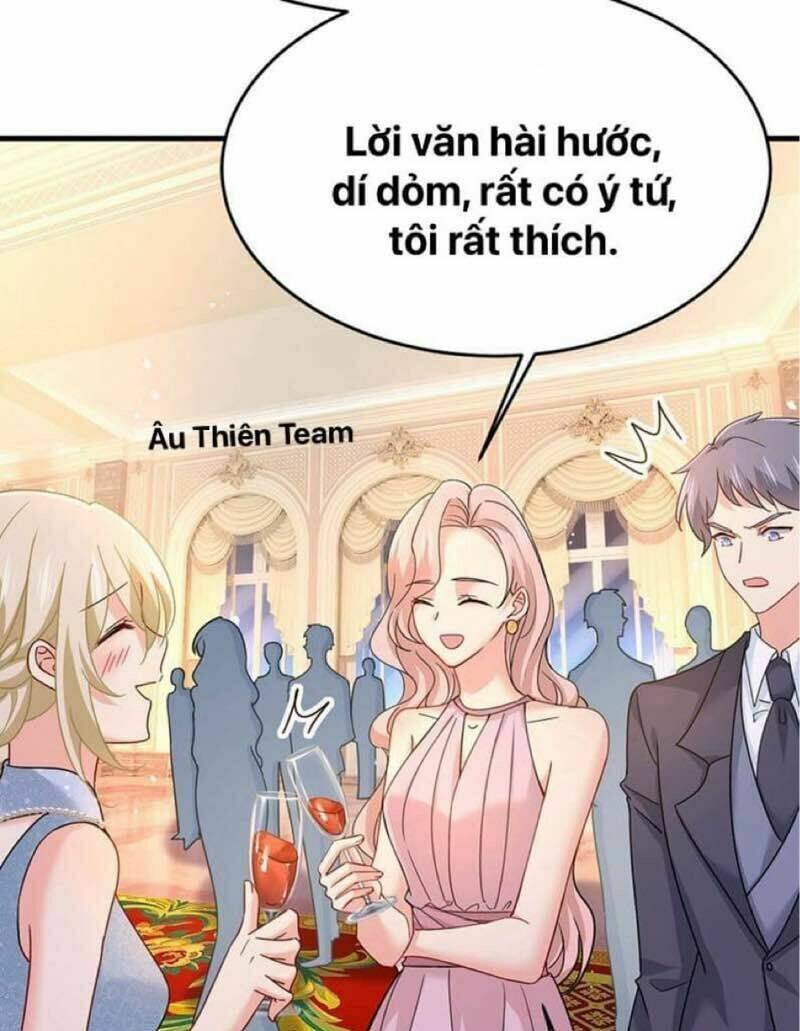 Lời văn hài hước,
dí dỏm, rất có ý tứ,
tôi rất thích.
Âu Thiên Team